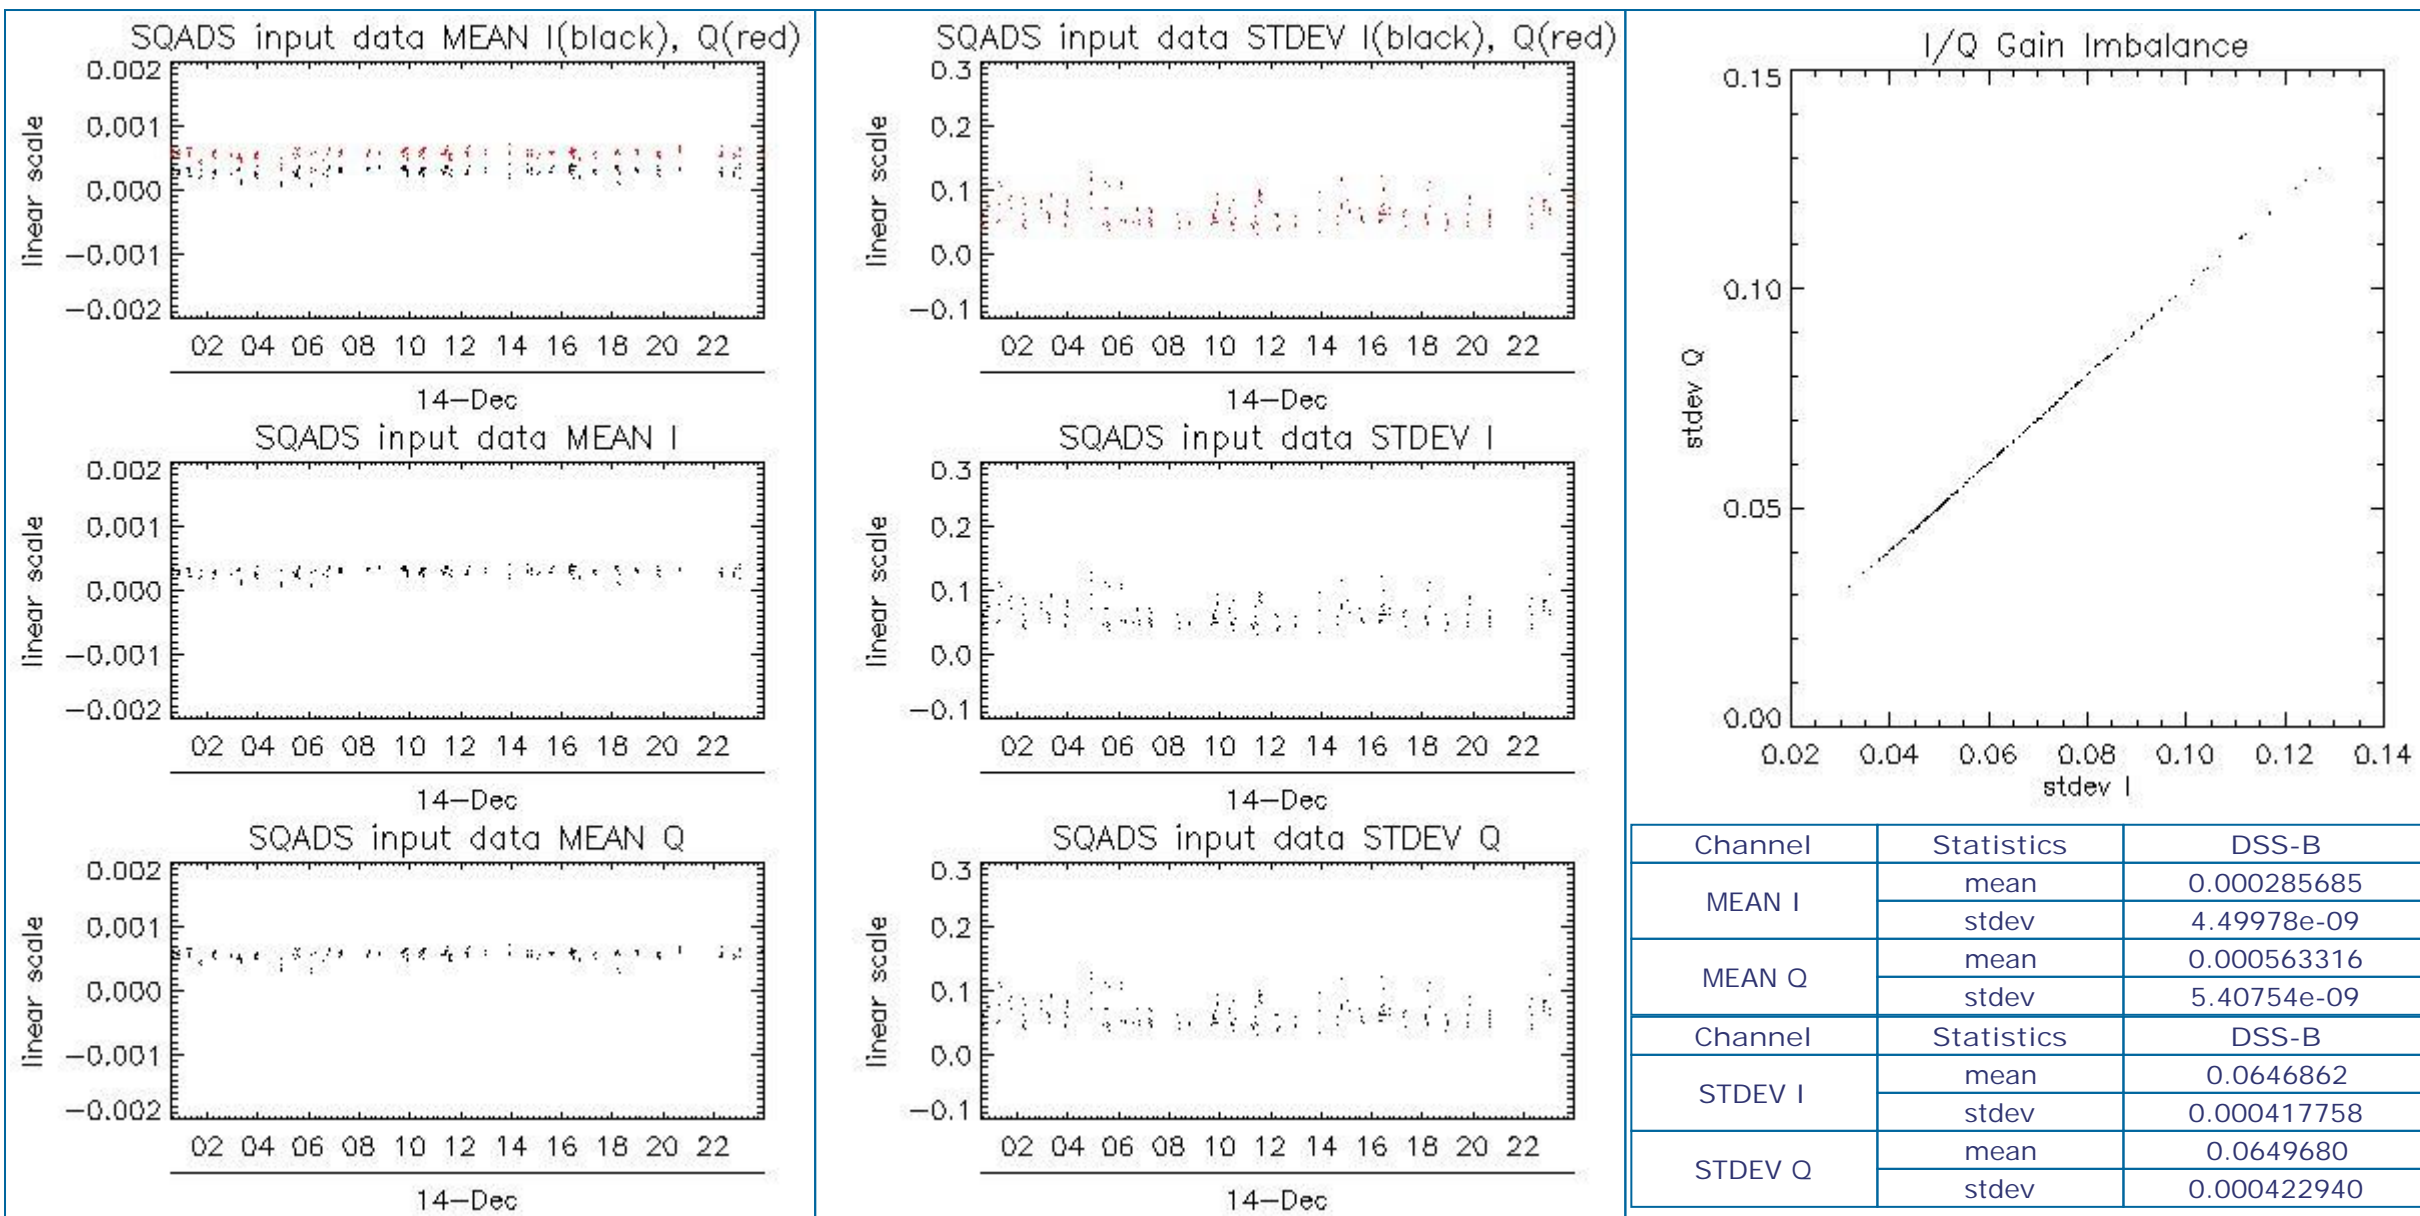 SQADS input data MEAN I(black), Q(red)
0.002
0.001
0.000
−0.001
−0.002
linear scale
02 04 06 08 10 12 14 16 18 20 22
14−Dec
SQADS input data MEAN I
0.002
0.001
0.000
−0.001
−0.002
linear scale
02 04 06 08 10 12 14 16 18 20 22
14−Dec
SQADS input data MEAN Q
0.002
0.001
0.000
−0.001
−0.002
linear scale
02 04 06 08 10 12 14 16 18 20 22
14−Dec
SQADS input data STDEV I(black), Q(red)
0.3
0.2
0.1
0.0
−0.1
linear scale
02 04 06 08 10 12 14 16 18 20 22
14−Dec
SQADS input data STDEV I
0.3
0.2
0.1
0.0
−0.1
linear scale
02 04 06 08 10 12 14 16 18 20 22
14−Dec
SQADS input data STDEV Q
0.3
0.2
0.1
0.0
−0.1
linear scale
02 04 06 08 10 12 14 16 18 20 22
14−Dec
I/Q Gain Imbalance
0.15
0.10
0.05
0.00
stdev Q
0.02 0.04 0.06 0.08 0.10 0.12 0.14
stdev I
Channel Statistics DSS-B
MEAN I mean 0.000285685
stdev 4.49978e-09
MEAN Q mean 0.000563316
stdev 5.40754e-09
Channel Statistics DSS-B
STDEV I mean 0.0646862
stdev 0.000417758
STDEV Q mean 0.0649680
stdev 0.000422940